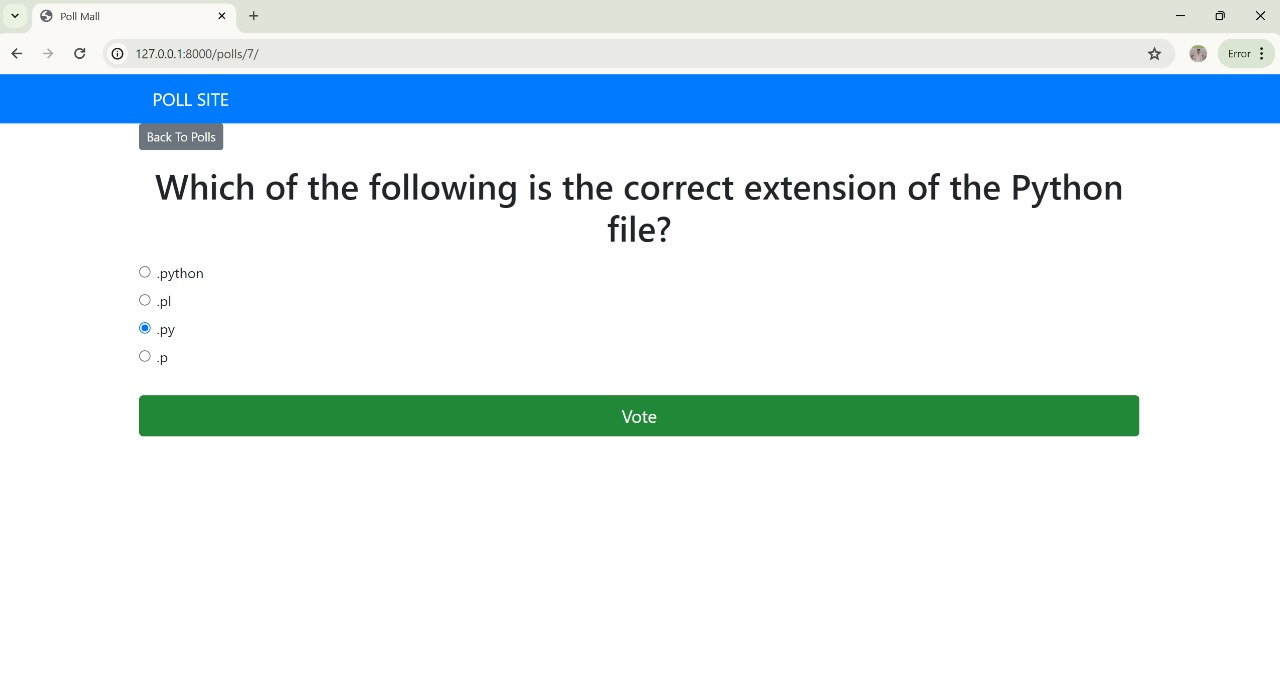 Poll Mall
127.0.0.1:8000/polls/7/
Error
POLL SITE
Back To Polls
Which of the following is the correct extension of the Python
file?
.python
.pl
.py
.p
Vote